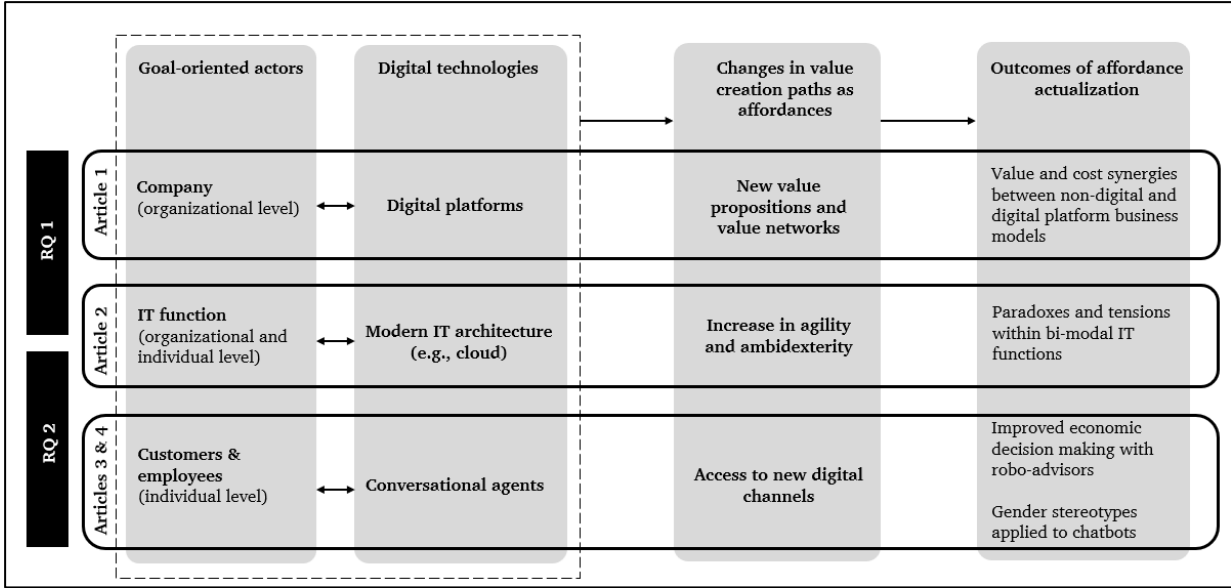 Goal-oriented actors
Digital technologies
Changes in value
creation paths as
affordances
Outcomes of affordance
actualization
RQ 1
Article 1
Company
(organizational level)
Digital platforms
New value
propositions and
value networks
Value and cost synergies
between non-digital and
digital platform business
models
Article 2
IT function
(organizational and
individual level)
Modern IT architecture
(e.g., cloud)
Increase in agility
and ambidexterity
Paradoxes and tensions
within bi-modal IT
functions
RQ 2
Articles 3 & 4
Customers &
employees
(individual level)
Conversational agents
Access to new digital
channels
Improved economic
decision making with
robo-advisors
Gender stereotypes
applied to chatbots